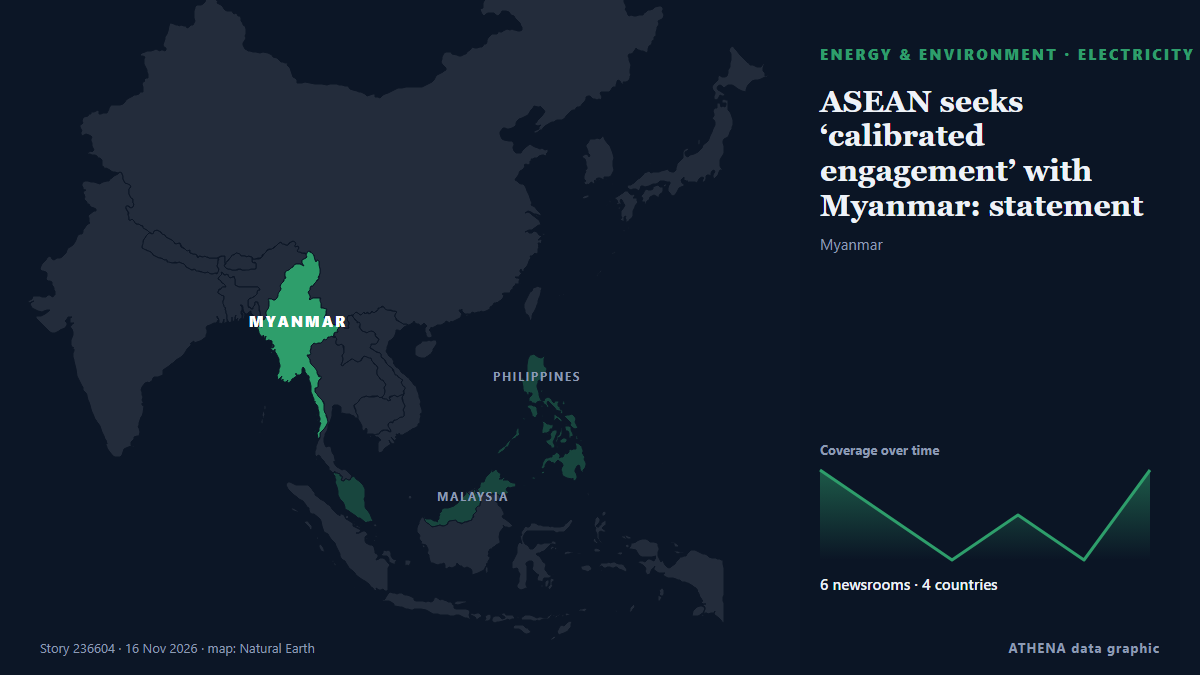 ENERGY & ENVIRONMENT · ELECTRICITY
ASEAN seeks
‘calibrated
engagement’ with
Myanmar: statement
Myanmar
MYANMAR
PHILIPPINES
MALAYSIA
Coverage over time
6 newsrooms · 4 countries
Story 236604 · 16 Nov 2026 · map: Natural Earth
ATHENA data graphic